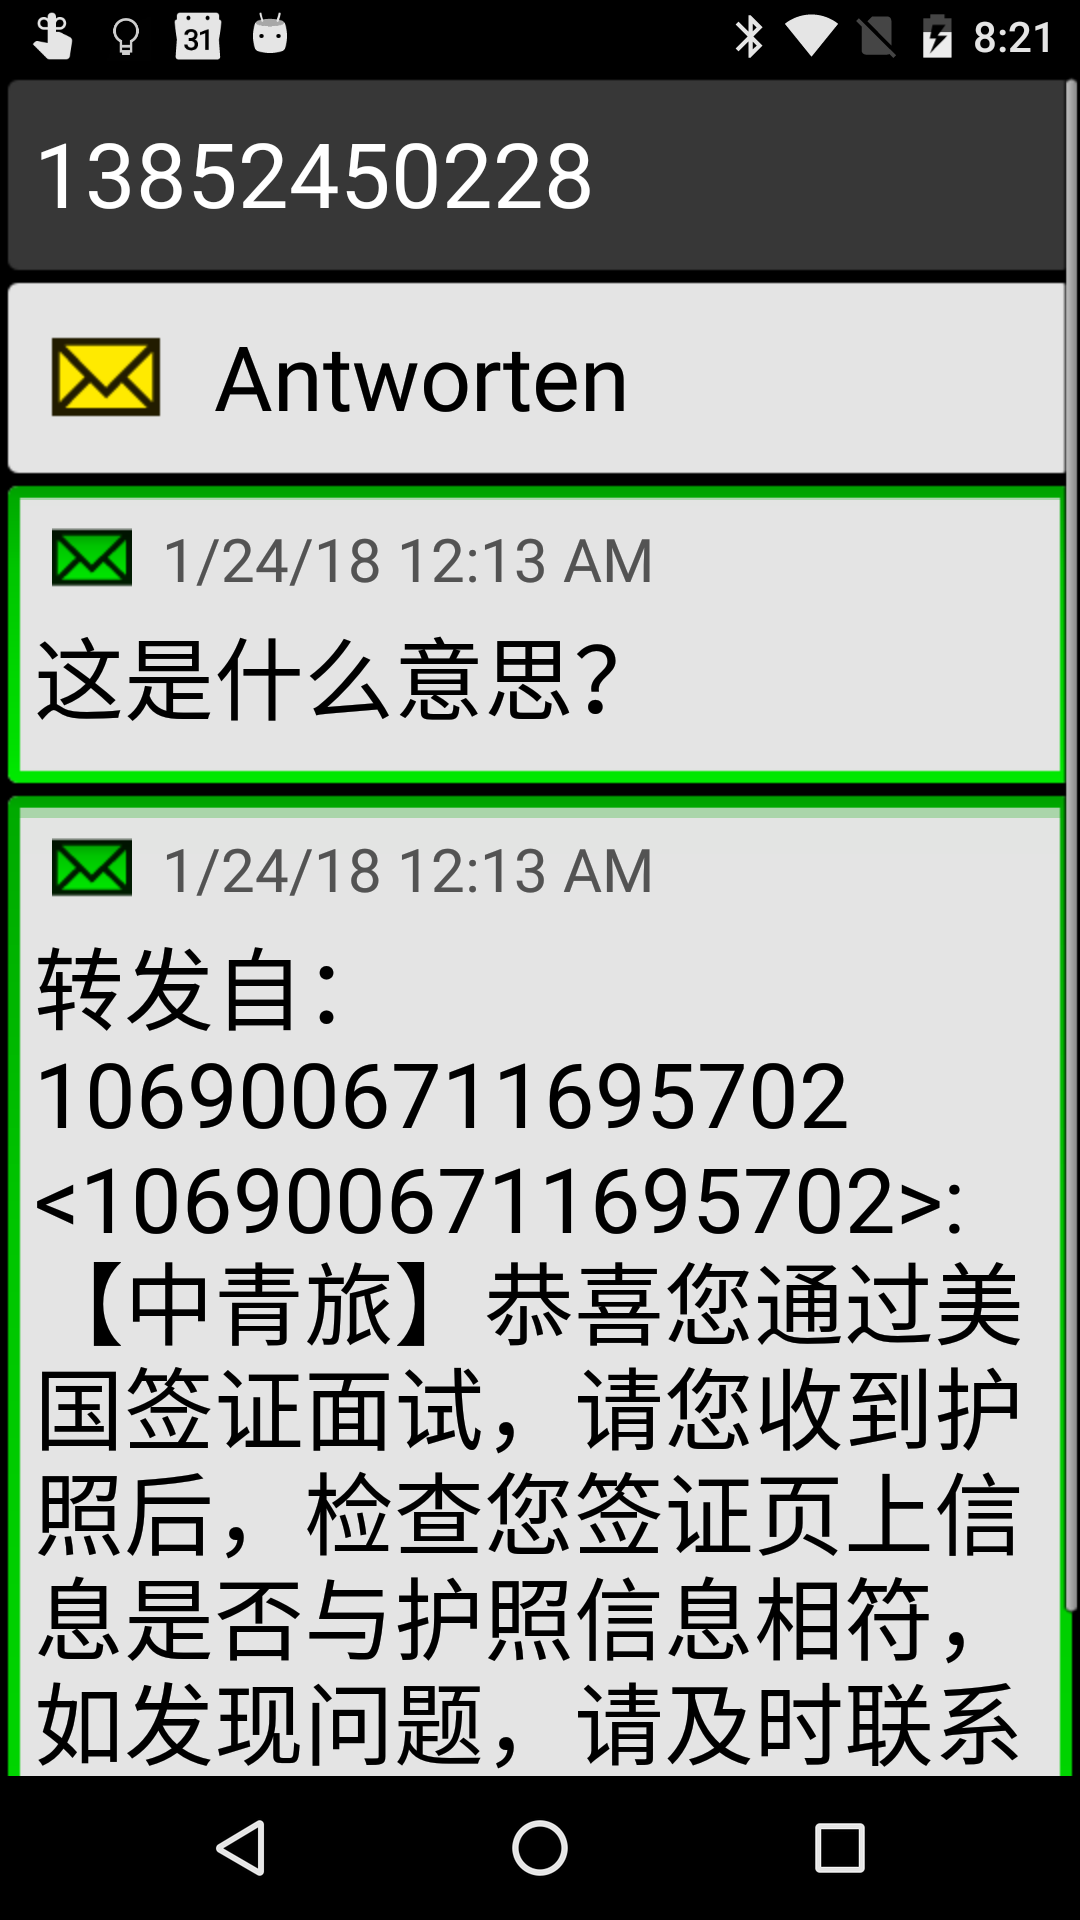 31
8:21
13852450228
Antworten
1/24/18 12:13 AM
这是什么意思？
1/24/18 12:13 AM
转发自：
1069006711695702
<1069006711695702>:
【中青旅】恭喜您通过美
国签证面试，请您收到护
照后，检查您签证页上信
息是否与护照信息相符，
如发现问题，请及时联系